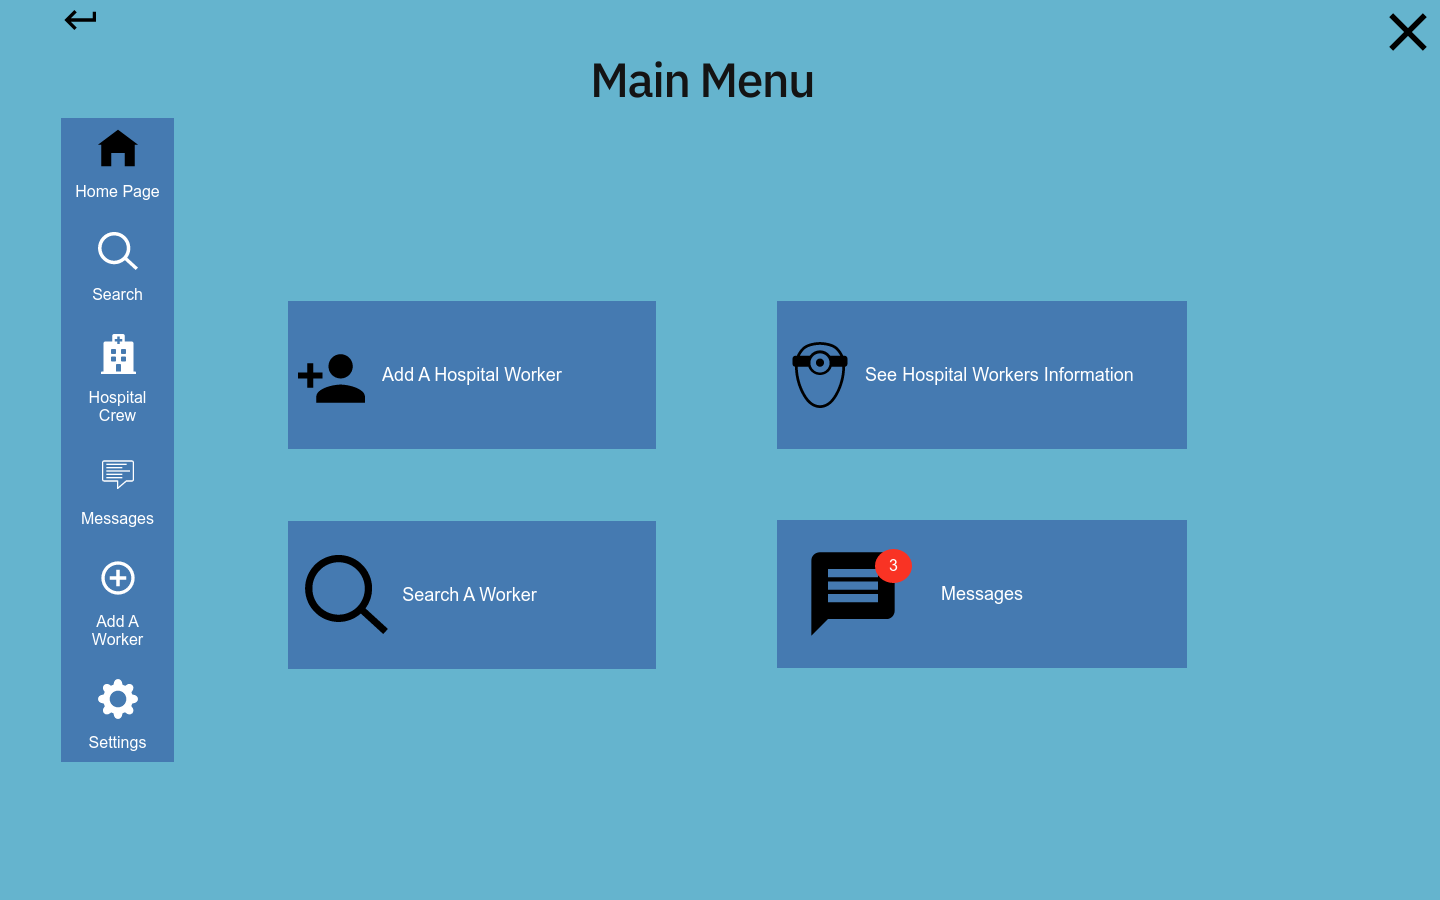 Main Menu
Home Page
Search
Hospital
Crew
Messages
Add A
Worker
Settings
Add A Hospital Worker
See Hospital Workers Information
Search A Worker
3
Messages